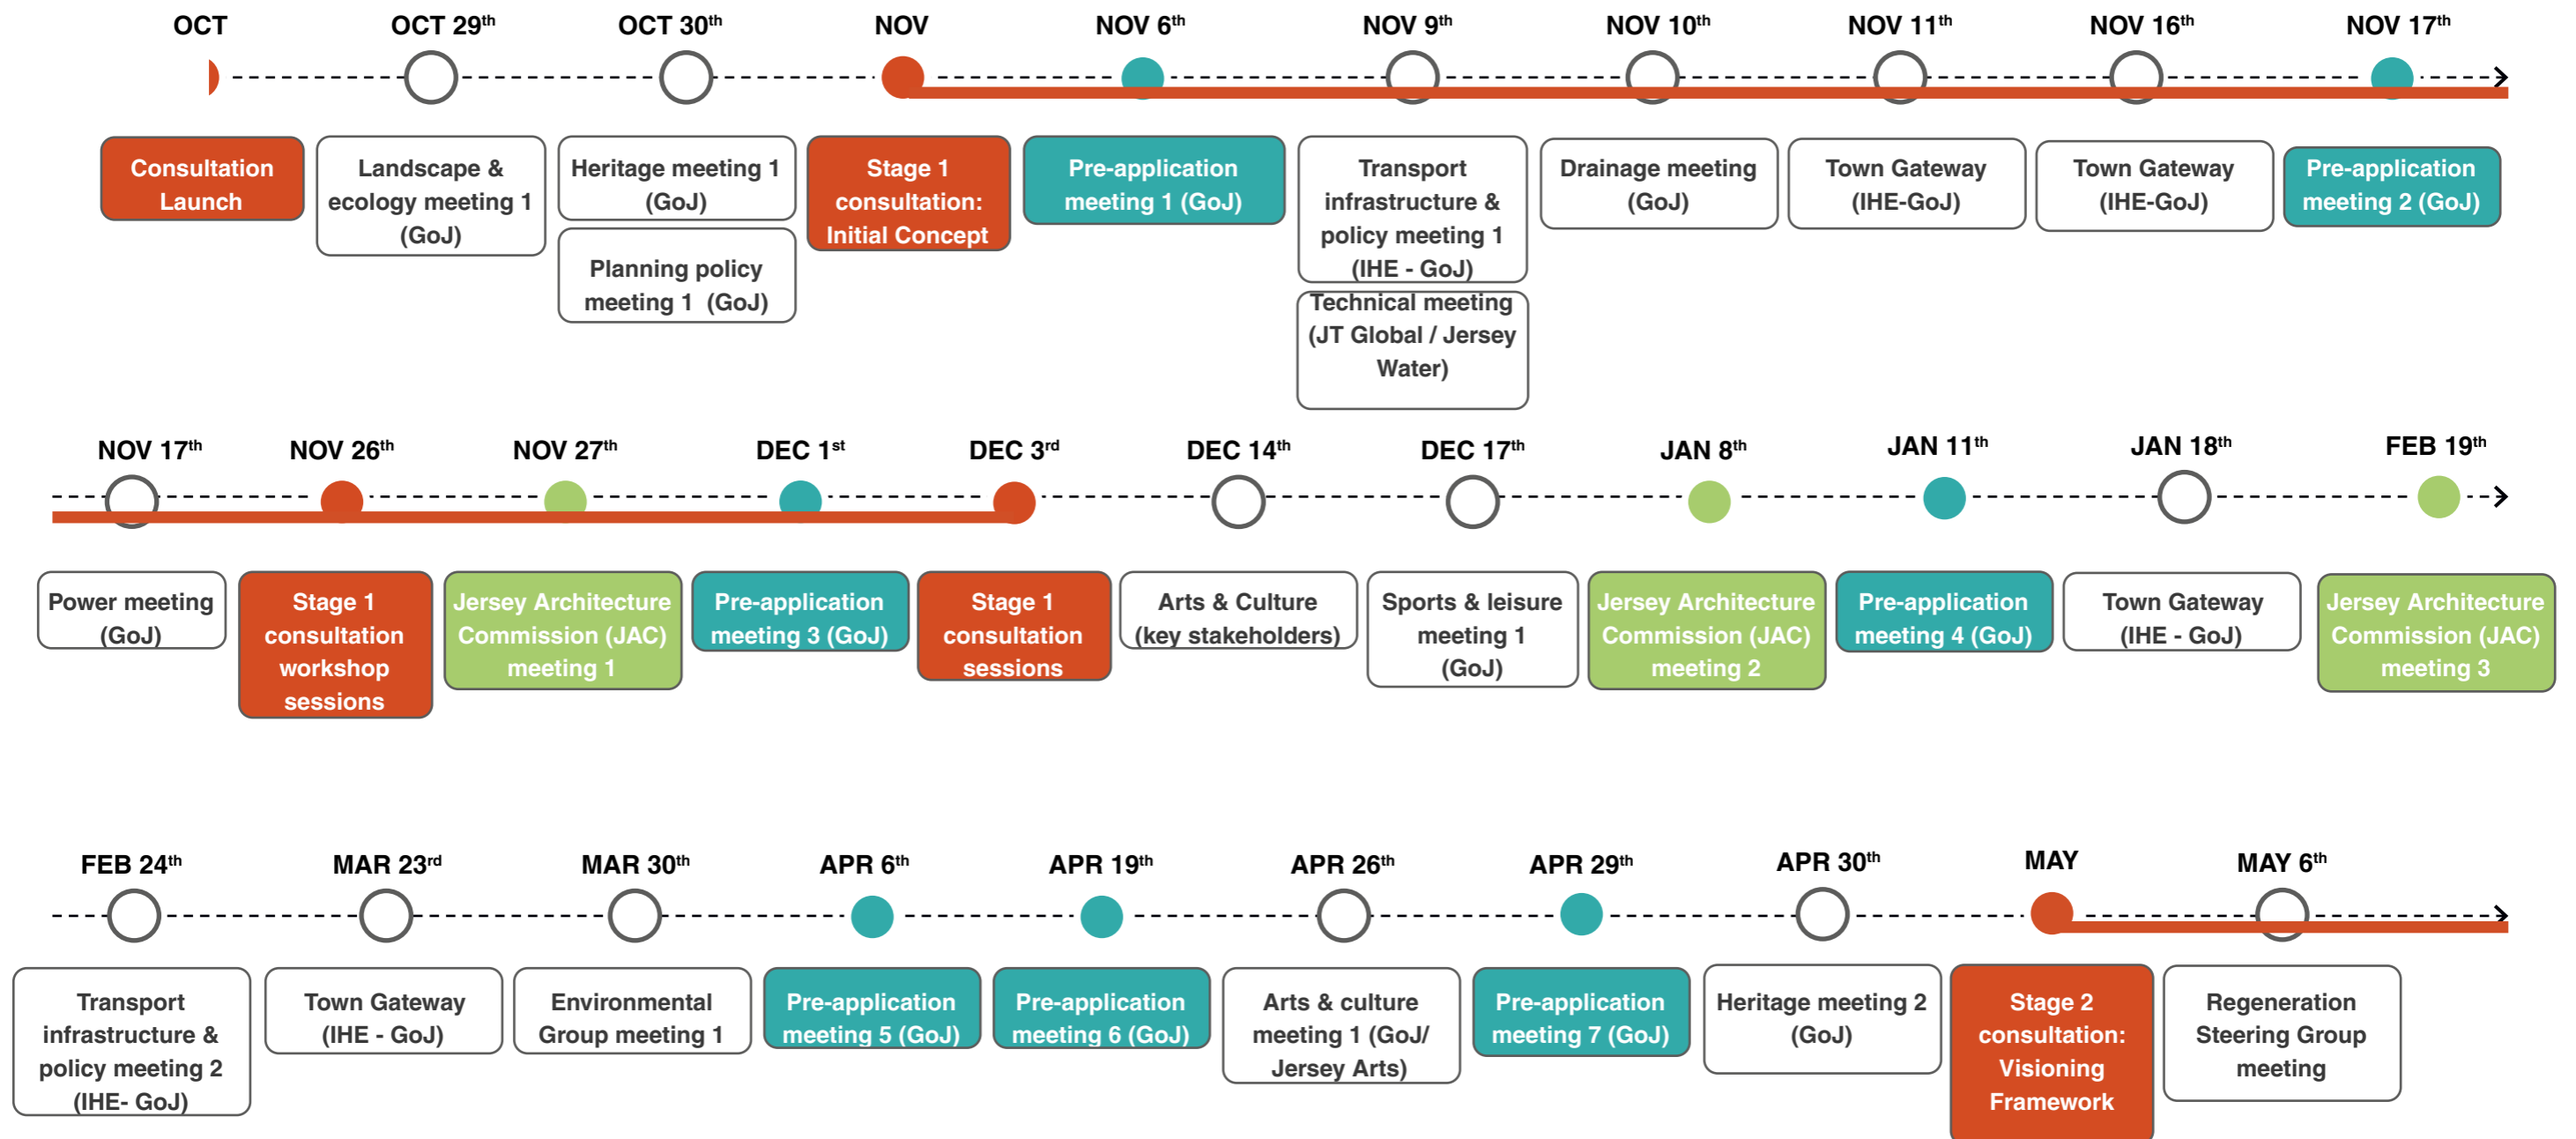 OCT
OCT 29th
OCT 30th
NOV
NOV 6th
NOV 9th
NOV 10th
NOV 11th
NOV 16th
NOV 17th
Consultation
Launch
Landscape &
ecology meeting 1
(GoJ)
Heritage meeting 1
(GoJ)
Planning policy
meeting 1 (GoJ)
Stage 1
consultation:
Initial Concept
Pre-application
meeting 1 (GoJ)
Transport
infrastructure &
policy meeting 1
(IHE - GoJ)
Technical meeting
(JT Global / Jersey
Water)
Drainage meeting
(GoJ)
Town Gateway
(IHE-GoJ)
Town Gateway
(IHE-GoJ)
Pre-application
meeting 2 (GoJ)
NOV 17th
NOV 26th
NOV 27th
DEC 1st
DEC 3rd
DEC 14th
DEC 17th
JAN 8th
JAN 11th
JAN 18th
FEB 19th
Power meeting
(GoJ)
Stage 1
consultation
workshop
sessions
Jersey Architecture
Commission (JAC)
meeting 1
Pre-application
meeting 3 (GoJ)
Stage 1
consultation
sessions
Arts & Culture
(key stakeholders)
Sports & leisure
meeting 1
(GoJ)
Jersey Architecture
Commission (JAC)
meeting 2
Pre-application
meeting 4 (GoJ)
Town Gateway
(IHE - GoJ)
Jersey Architecture
Commission (JAC)
meeting 3
FEB 24th
MAR 23rd
MAR 30th
APR 6th
APR 19th
APR 26th
APR 29th
APR 30th
MAY
MAY 6th
Transport
infrastructure &
policy meeting 2
(IHE- GoJ)
Town Gateway
(IHE - GoJ)
Environmental
Group meeting 1
Pre-application
meeting 5 (GoJ)
Pre-application
meeting 6 (GoJ)
Arts & culture
meeting 1 (GoJ/
Jersey Arts)
Pre-application
meeting 7 (GoJ)
Heritage meeting 2
(GoJ)
Stage 2
consultation:
Visioning
Framework
Regeneration
Steering Group
meeting